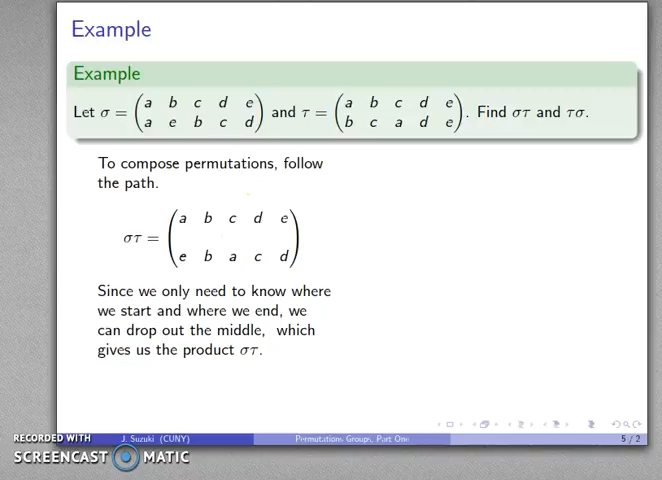 Example
Example
a b c d e a b c d e
Let σ = ( ) and τ = ( ). Find στ and τσ.
a e b c d b c a d e
To compose permutations, follow
the path.
a b c d e
στ =
e b a c d
Since we only need to know where
we start and where we end, we
can drop out the middle, which
gives us the product στ.
RECORDED WITH
SCREENCAST MATIC
J. Suzuki (CUNY) Permutation Groups, Part One 5 / 2